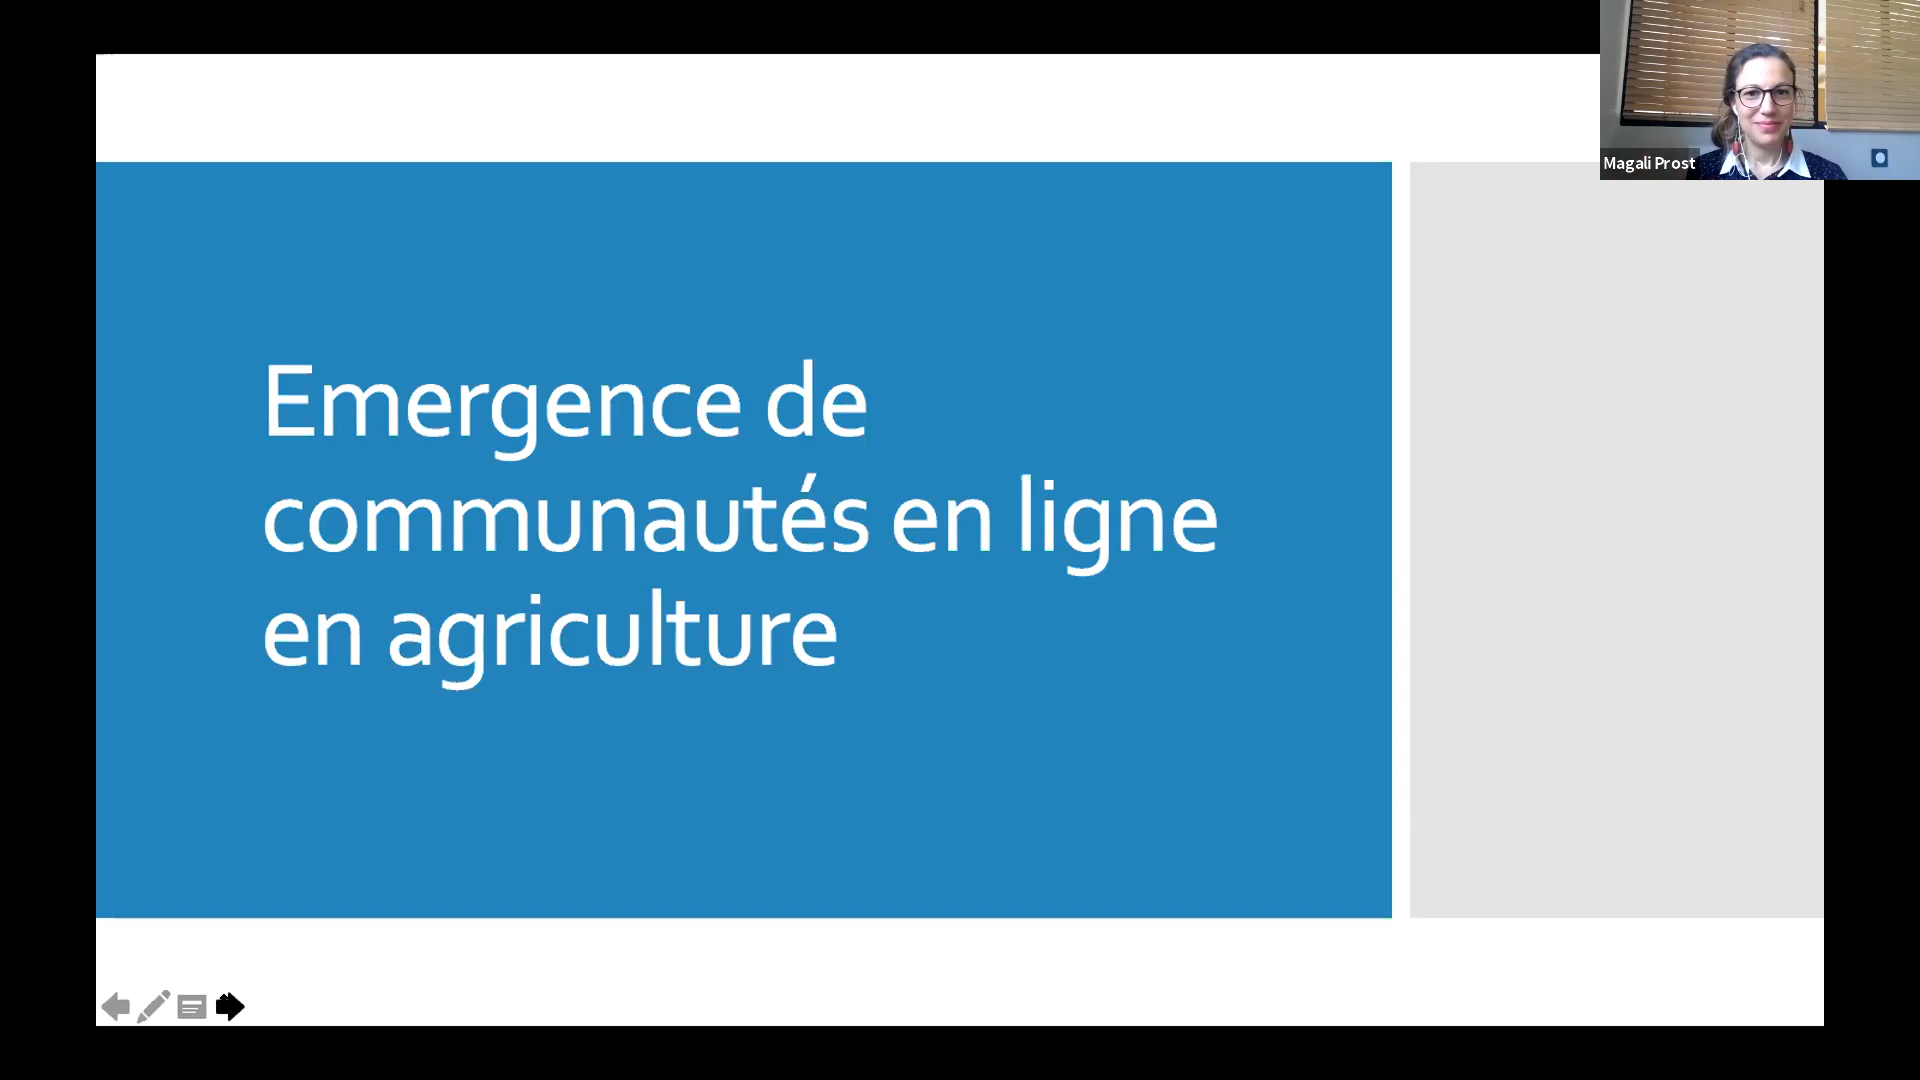 Emergence de
communautés en ligne
en agriculture
Magali Prost